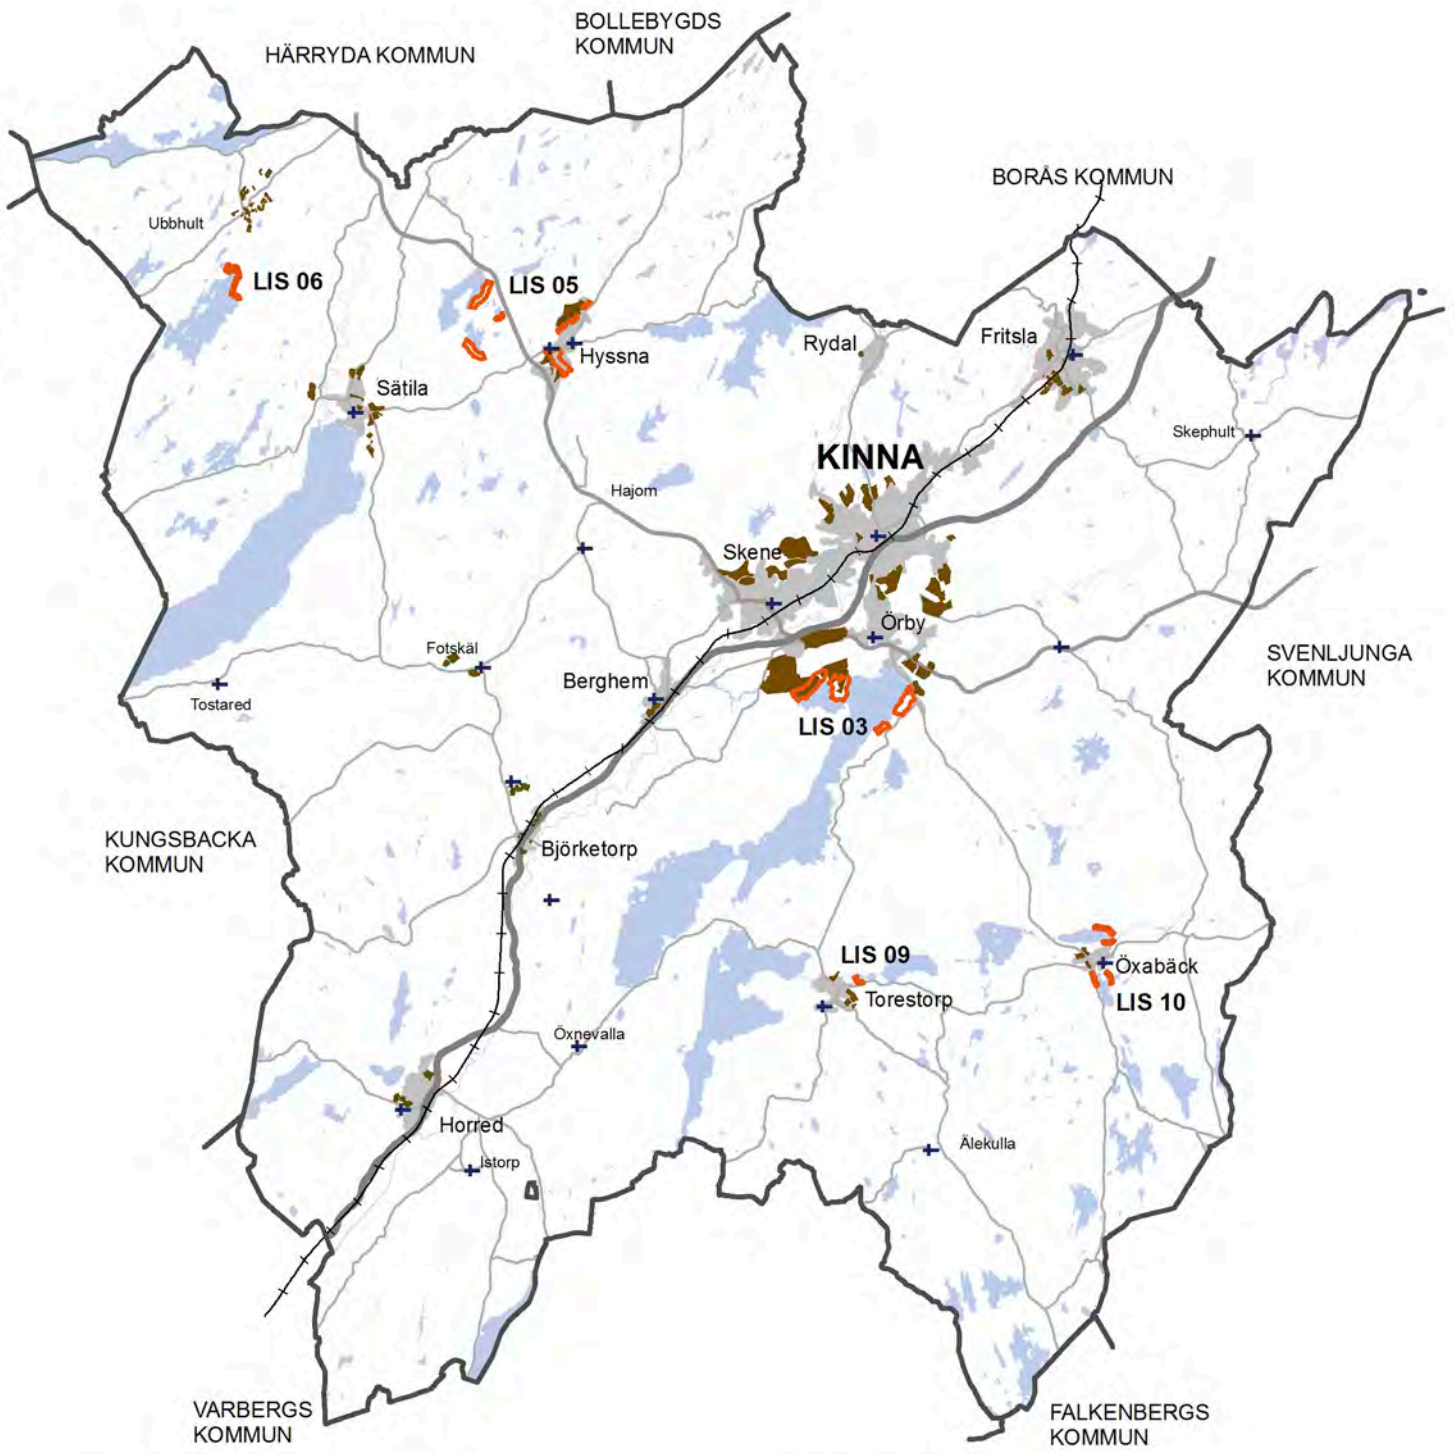 BOLLEBYGDS
KOMMUN
HÄRRYDA KOMMUN
BORÅS KOMMUN
Ubbhult
LIS 06
LIS 05
Hyssna
Rydal
Fritsla
Sätila
Skephult
KINNA
Hajom
Skene
Örby
Fotskäl
SVENLJUNGA
KOMMUN
Berghem
Tostared
LIS 03
KUNGSBACKA
KOMMUN
Björketorp
LIS 09
Öxabäck
Torestorp
LIS 10
Öxnevalla
Horred
Istorp
Älekulla
VARBERGS
KOMMUN
FALKENBERGS
KOMMUN